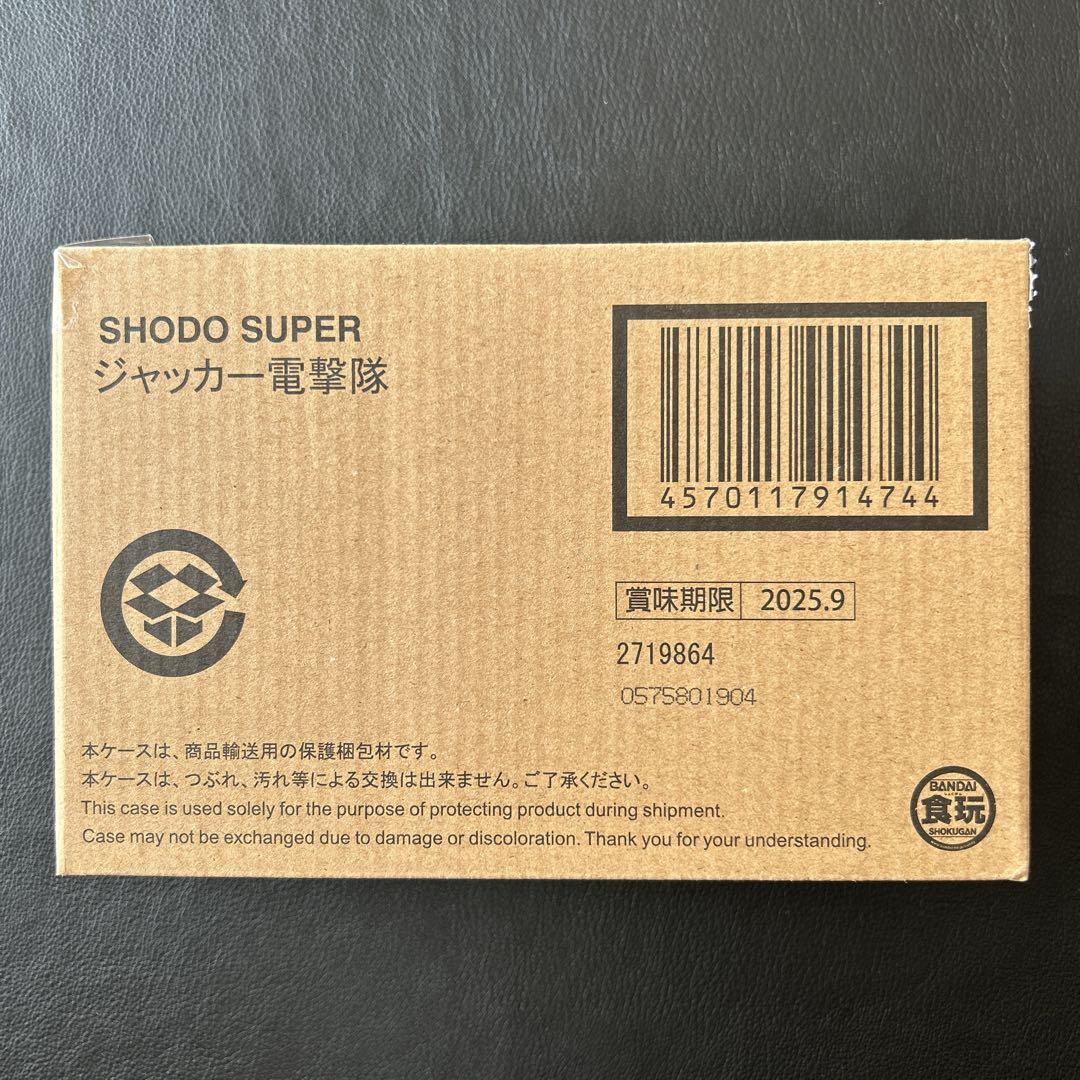 SHODO SUPER
ジャッカー電撃隊
4570117914744
賞味期限 2025.9
2719864
0575801904
本ケースは、商品輸送用の保護梱包材です。
本ケースは、つぶれ、汚れ等による交換は出来ません。ご了承ください。
This case is used solely for the purpose of protecting product during shipment.
Case may not be exchanged due to damage or discoloration. Thank you for your understanding.
BANDAI
食玩
SHOKUGAN